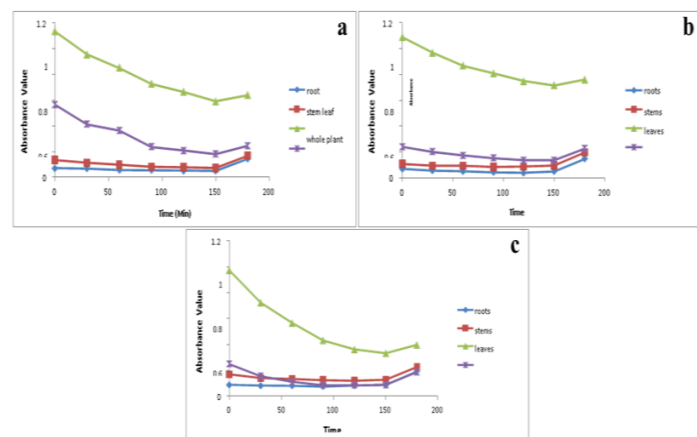 a
1.2
1
0.8
0.6
0
Absorbance Value
0 50 100 150 200
Time (Min)
root
stem leaf
whole plant
b
1.2
1
0.8
0.6
0
Absorbance Value
Absorbance
0 50 100 150 200
Time
roots
stems
leaves
c
1.2
1
0.8
0.6
0
Absorbance Value
0 50 100 150 200
Time
roots
stems
leaves